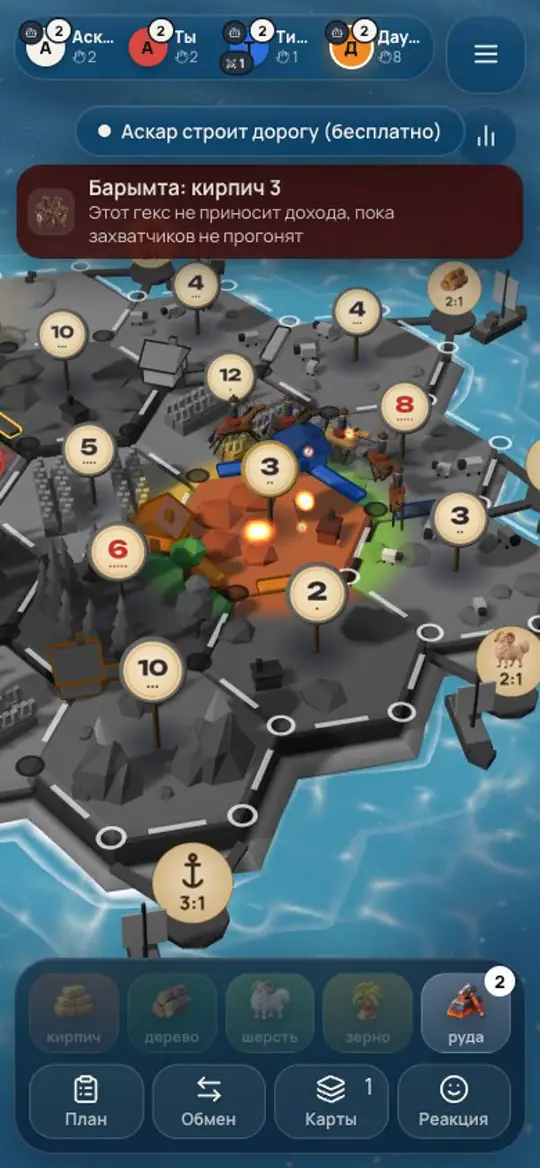 2 2 2 2
А Аск... А Ты Ти... Д Дау...
2 2 1 1 8
Аскар строит дорогу (бесплатно)
Барымта: кирпич 3
Этот гекс не приносит дохода, пока
захватчиков не прогонят
4
2:1
4
10
12
8
5
3
3
6
2
10
2:1
3:1
2
кирпич дерево шерсть зерно руда
1
План Обмен Карты Реакция